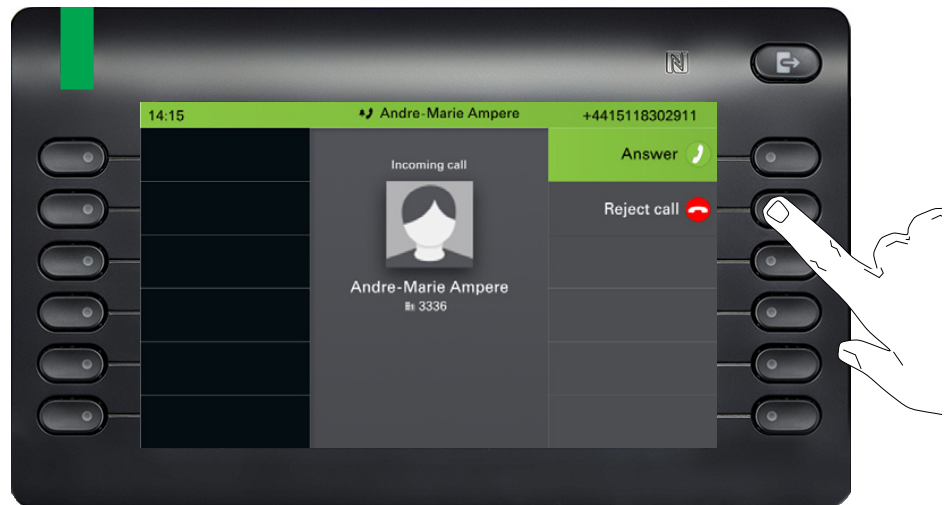 14:15 Andre-Marie Ampere +4415118302911
Answer
Incoming call
Reject call
Andre-Marie Ampere
3336